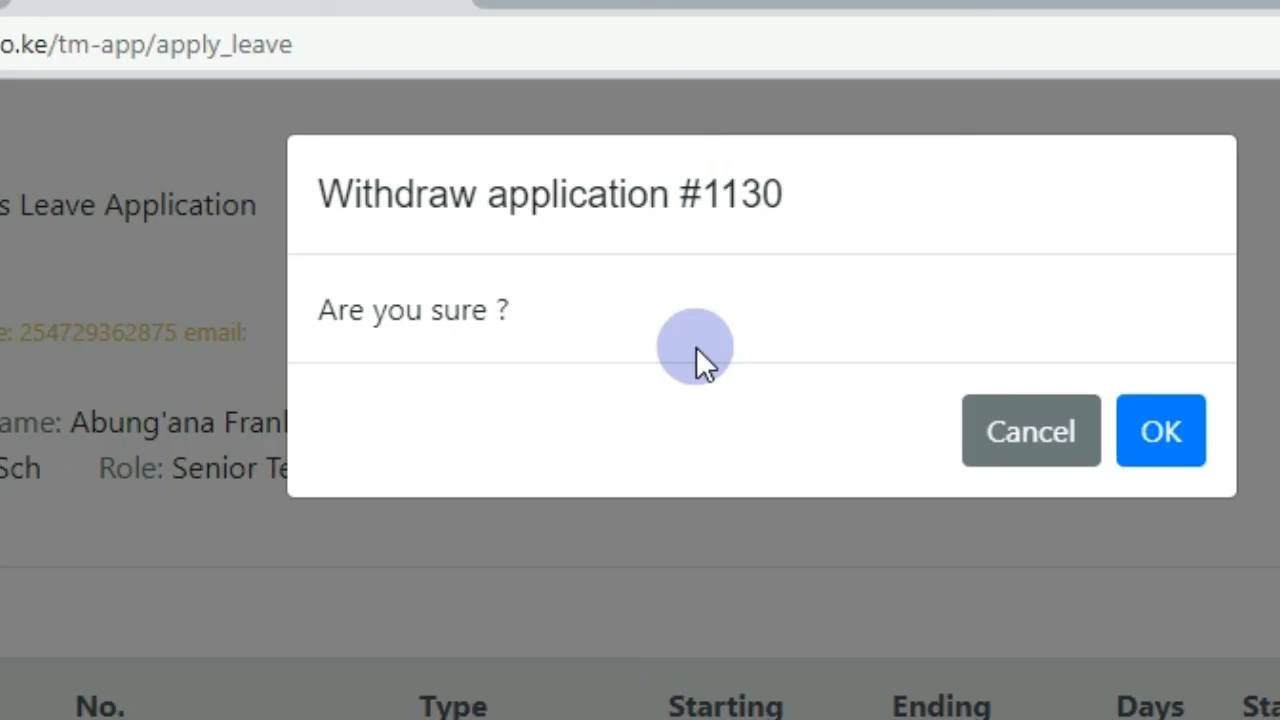 o.ke/tm-app/apply_leave
Withdraw application #1130
s Leave Application
Are you sure ?
e: 254729362875 email:
Cancel OK
ame: Abung'ana Frank
Sch Role: Senior Te
No. Type Starting Ending Days Sta